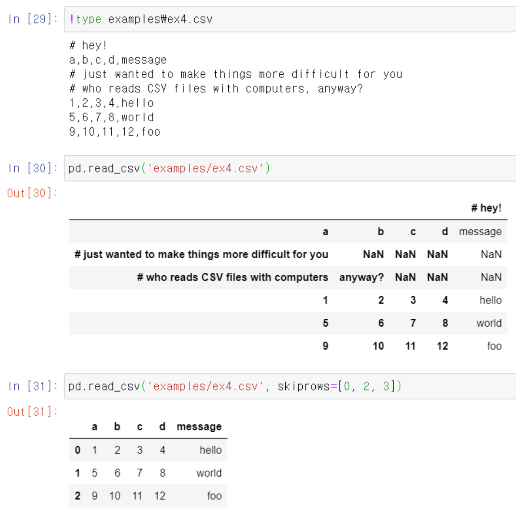 In [29]: !type examples₩ex4.csv
# hey!
a,b,c,d,message
# just wanted to make things more difficult for you
# who reads CSV files with computers, anyway?
1,2,3,4,hello
5,6,7,8,world
9,10,11,12,foo
In [30]: pd.read_csv('examples/ex4.csv')
Out[30]:
# hey!
a b c d message
# just wanted to make things more difficult for you NaN NaN NaN NaN
# who reads CSV files with computers anyway? NaN NaN NaN
1 2 3 4 hello
5 6 7 8 world
9 10 11 12 foo
In [31]: pd.read_csv('examples/ex4.csv', skiprows=[0, 2, 3])
Out[31]:
a b c d message
0 1 2 3 4 hello
1 5 6 7 8 world
2 9 10 11 12 foo